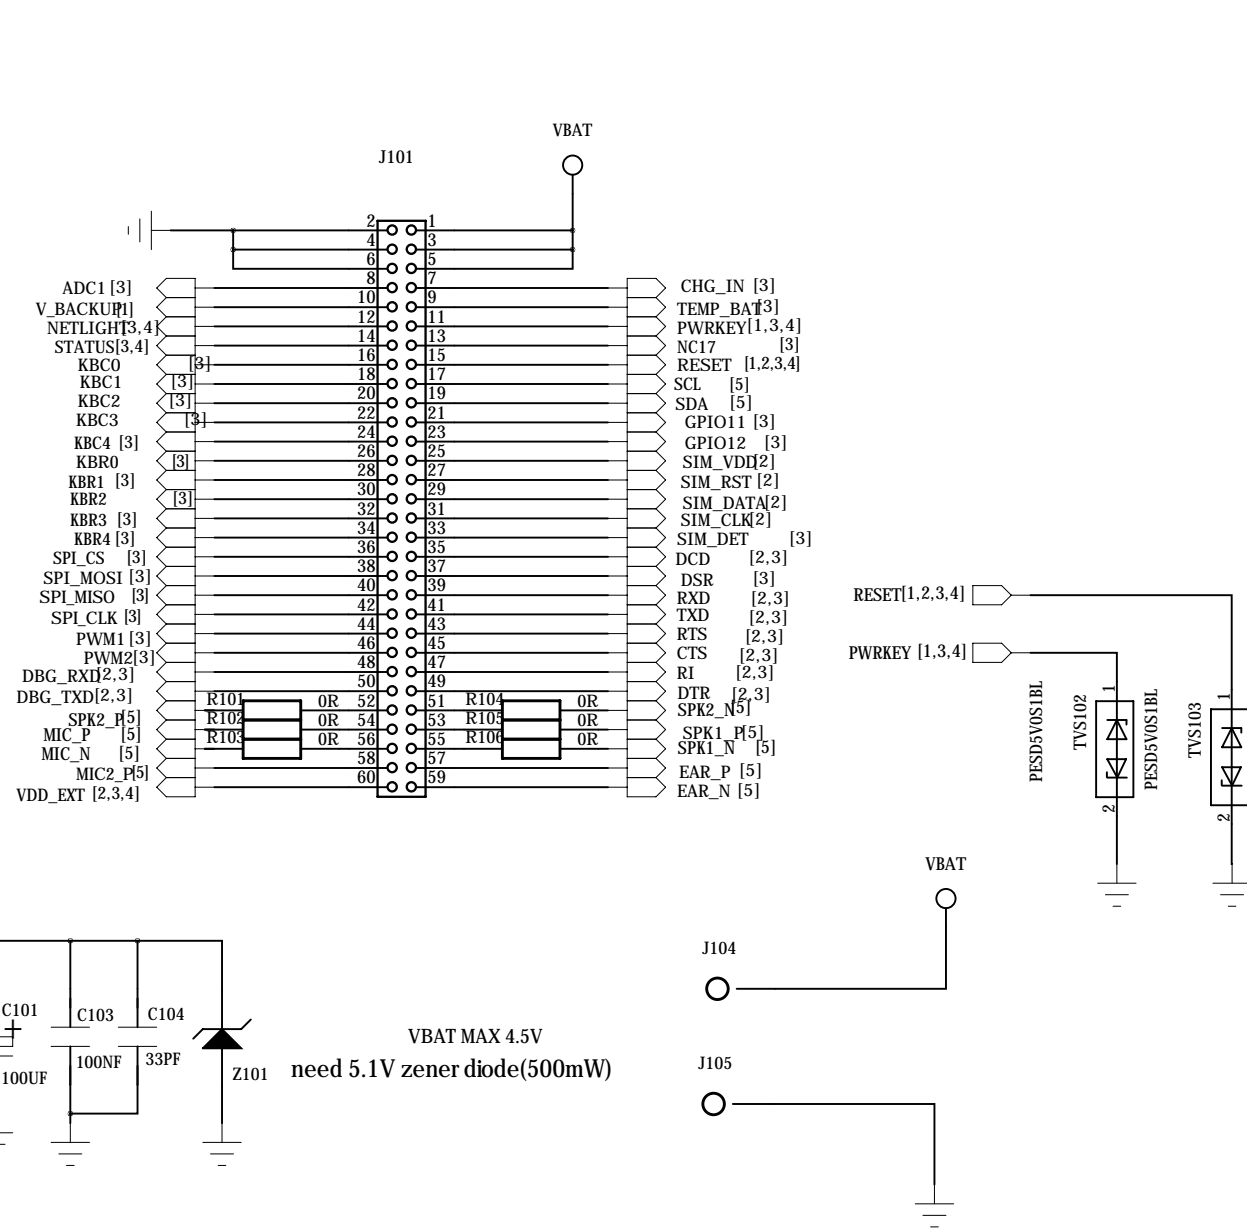 VBAT
J101
2 1
4 3
6 5
8 7
ADC1 [3] CHG_IN [3]
10 9
V_BACKUP[1] TEMP_BAT[3]
12 11
NETLIGHT[3,4] PWRKEY[1,3,4]
14 13
STATUS[3,4] NC17 [3]
16 15
KBC0 [3] RESET [1,2,3,4]
18 17
KBC1 [3] SCL [5]
20 19
KBC2 [3] SDA [5]
22 21
KBC3 [3] GPIO11 [3]
24 23
KBC4 [3] GPIO12 [3]
26 25
KBR0 [3] SIM_VDD[2]
28 27
KBR1 [3] SIM_RST [2]
30 29
KBR2 [3] SIM_DATA[2]
32 31
KBR3 [3] SIM_CLK[2]
34 33
KBR4 [3] SIM_DET [3]
36 35
SPI_CS [3] DCD [2,3]
38 37
SPI_MOSI [3] DSR [3]
40 39
SPI_MISO [3] RXD [2,3]
42 41
SPI_CLK [3] TXD [2,3]
44 43
PWM1 [3] RTS [2,3]
46 45
PWM2[3] CTS [2,3]
48 47
DBG_RXD[2,3] RI [2,3]
50 49
DBG_TXD[2,3] DTR [2,3]
R101 0R 52 51 R104 0R
SPK2_P[5] SPK2_N[5]
R102 0R 54 53 R105 0R
MIC_P [5] SPK1_P[5]
R103 0R 56 55 R106 0R
MIC_N [5] SPK1_N [5]
58 57
MIC2_P[5] EAR_P [5]
60 59
VDD_EXT [2,3,4] EAR_N [5]
RESET[1,2,3,4]
PWRKEY [1,3,4]
PESD5V0S1BL
TVS102
1
2
PESD5V0S1BL
TVS103
1
2
VBAT
J104
J105
C101
100UF
C103
100NF
C104
33PF
Z101
VBAT MAX 4.5V
need 5.1V zener diode(500mW)